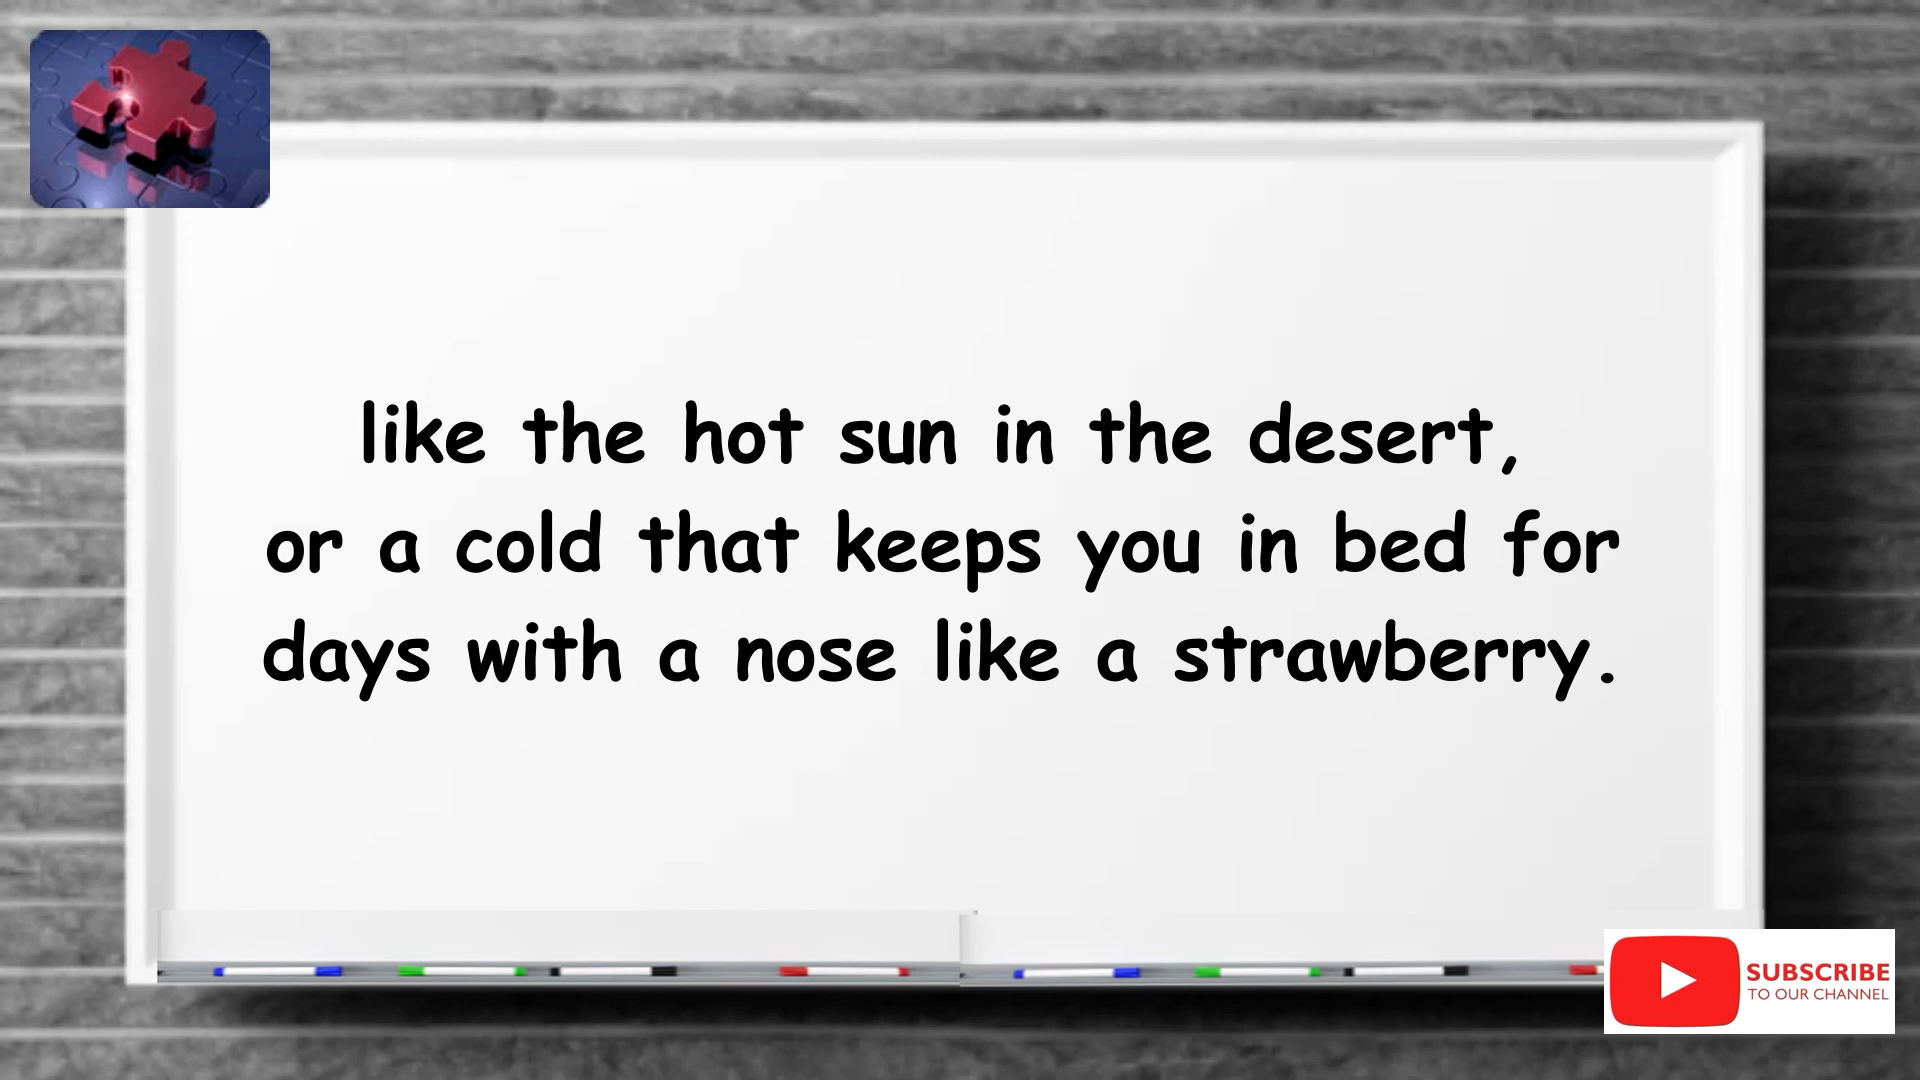 like the hot sun in the desert,
or a cold that keeps you in bed for
days with a nose like a strawberry.
SUBSCRIBE
TO OUR CHANNEL